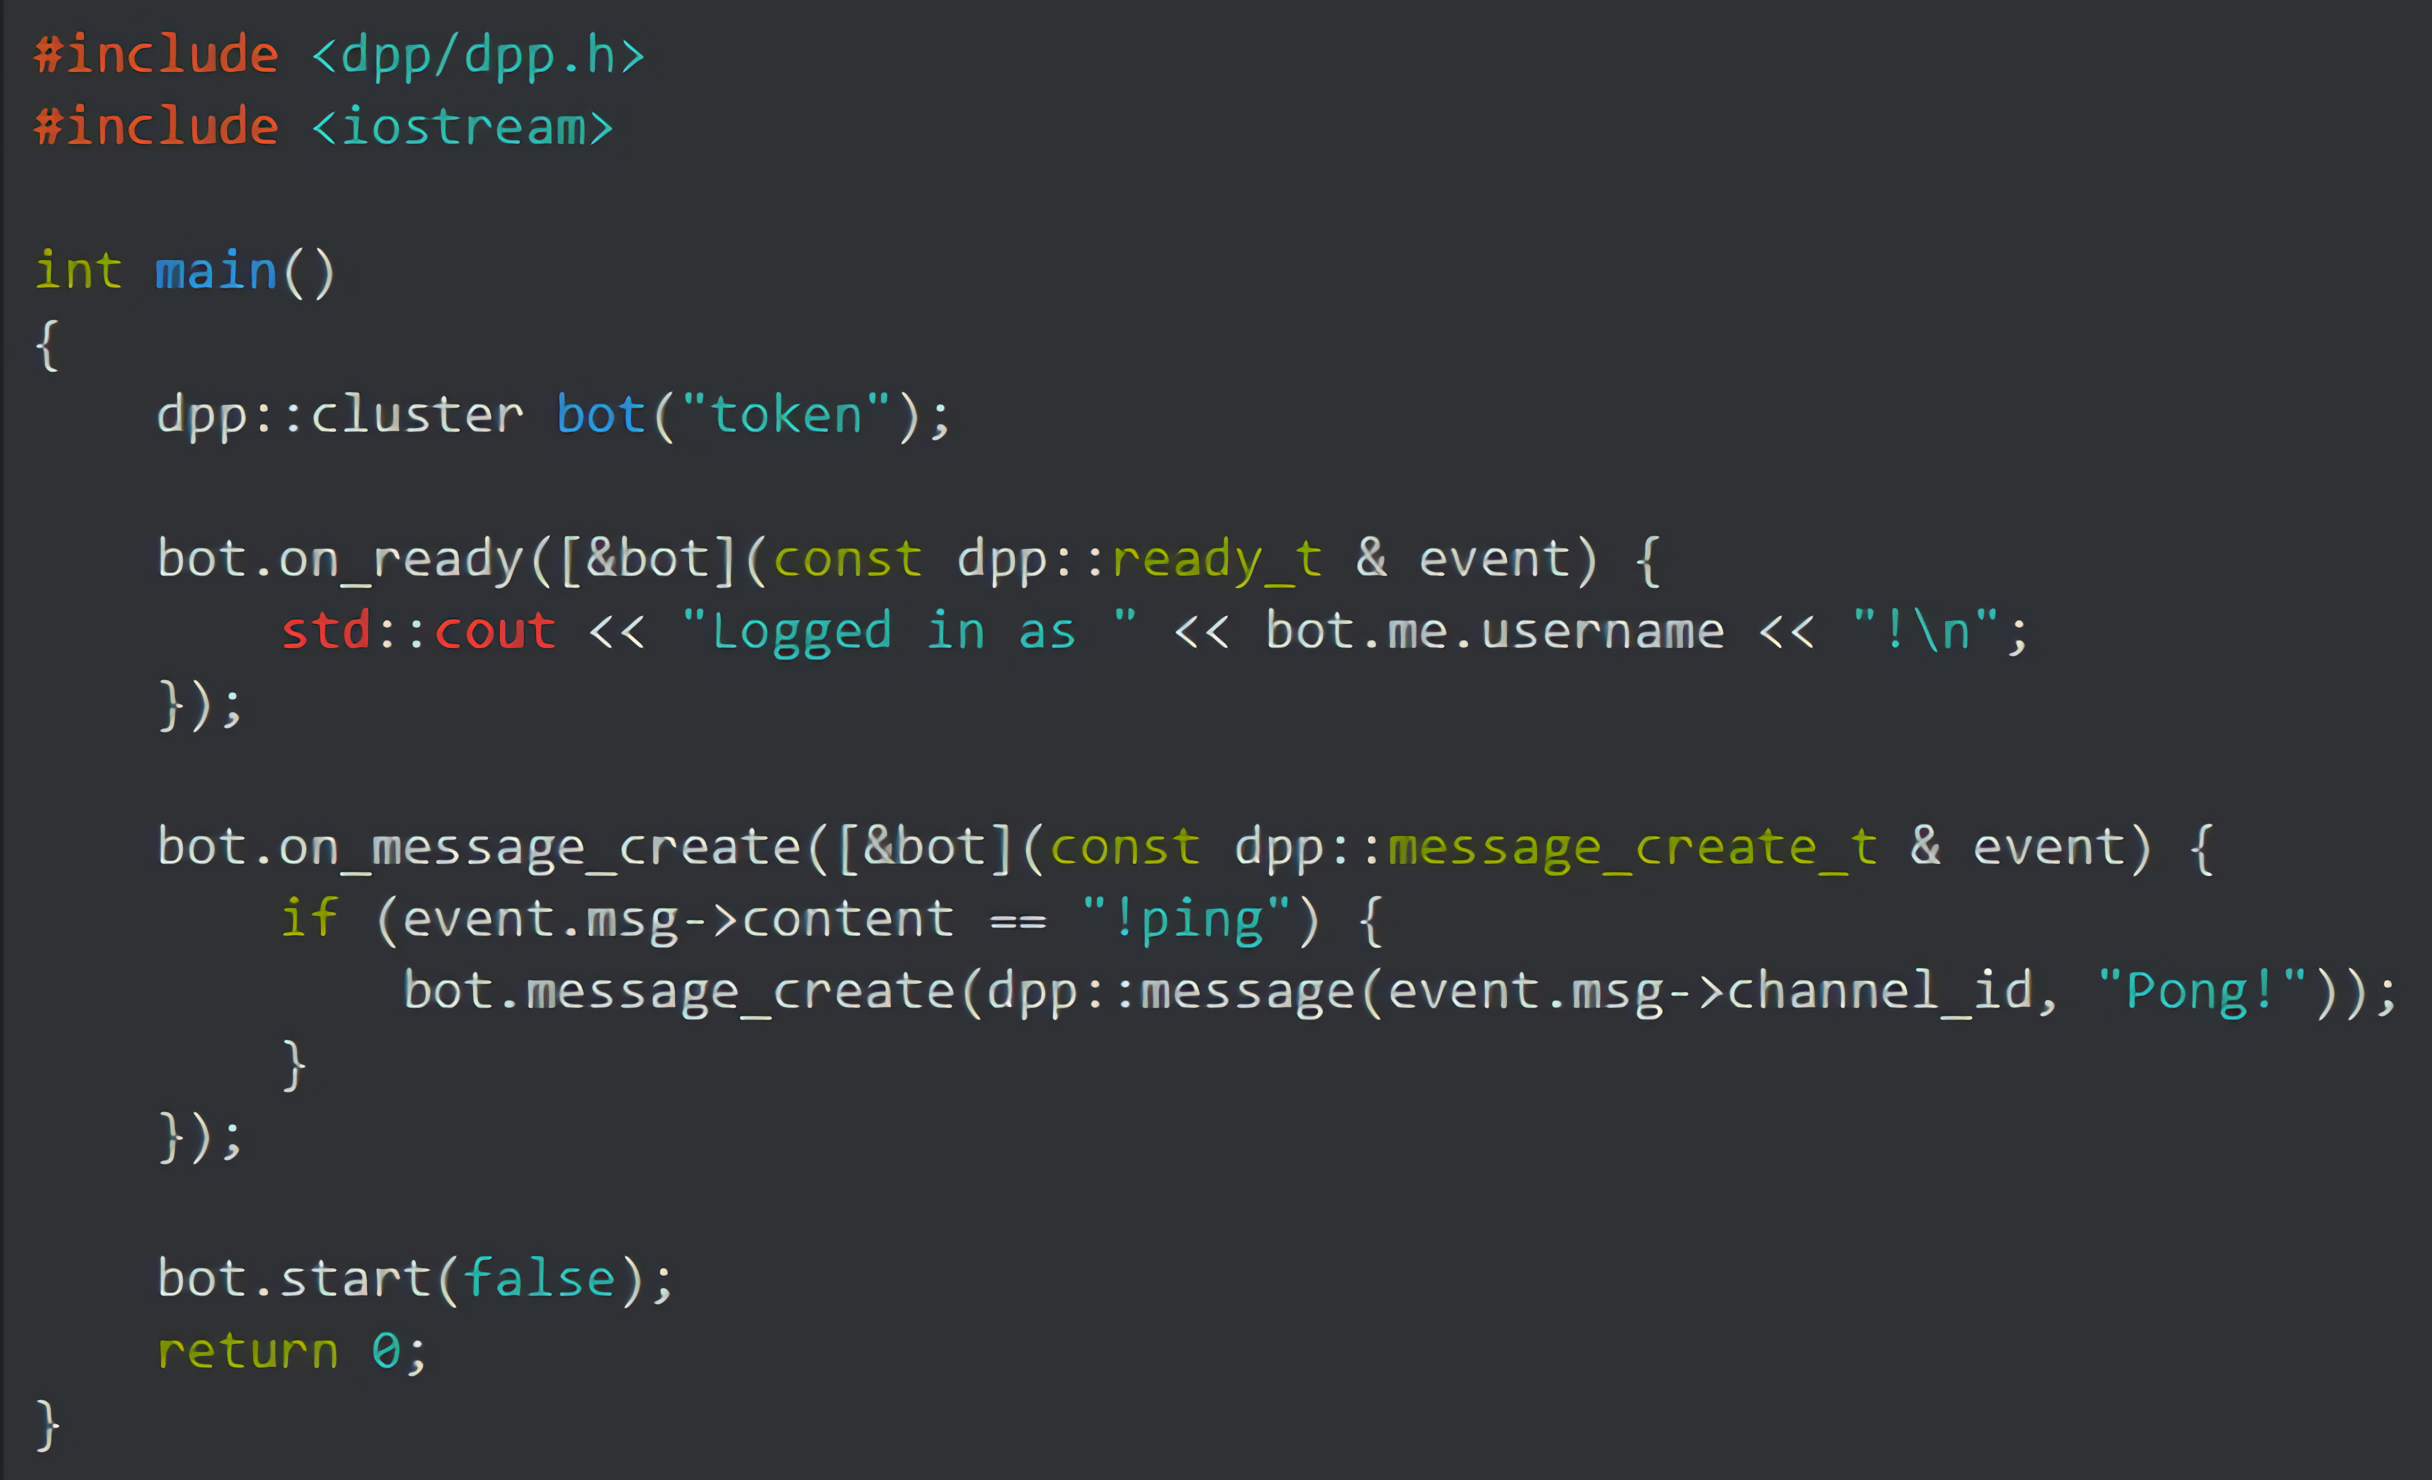 #include <dpp/dpp.h>
#include <iostream>

int main()
{
    dpp::cluster bot("token");

    bot.on_ready([&bot](const dpp::ready_t & event) {
        std::cout << "Logged in as " << bot.me.username << "!\n";
    });

    bot.on_message_create([&bot](const dpp::message_create_t & event) {
        if (event.msg->content == "!ping") {
            bot.message_create(dpp::message(event.msg->channel_id, "Pong!"));
        }
    });

    bot.start(false);
    return 0;
}